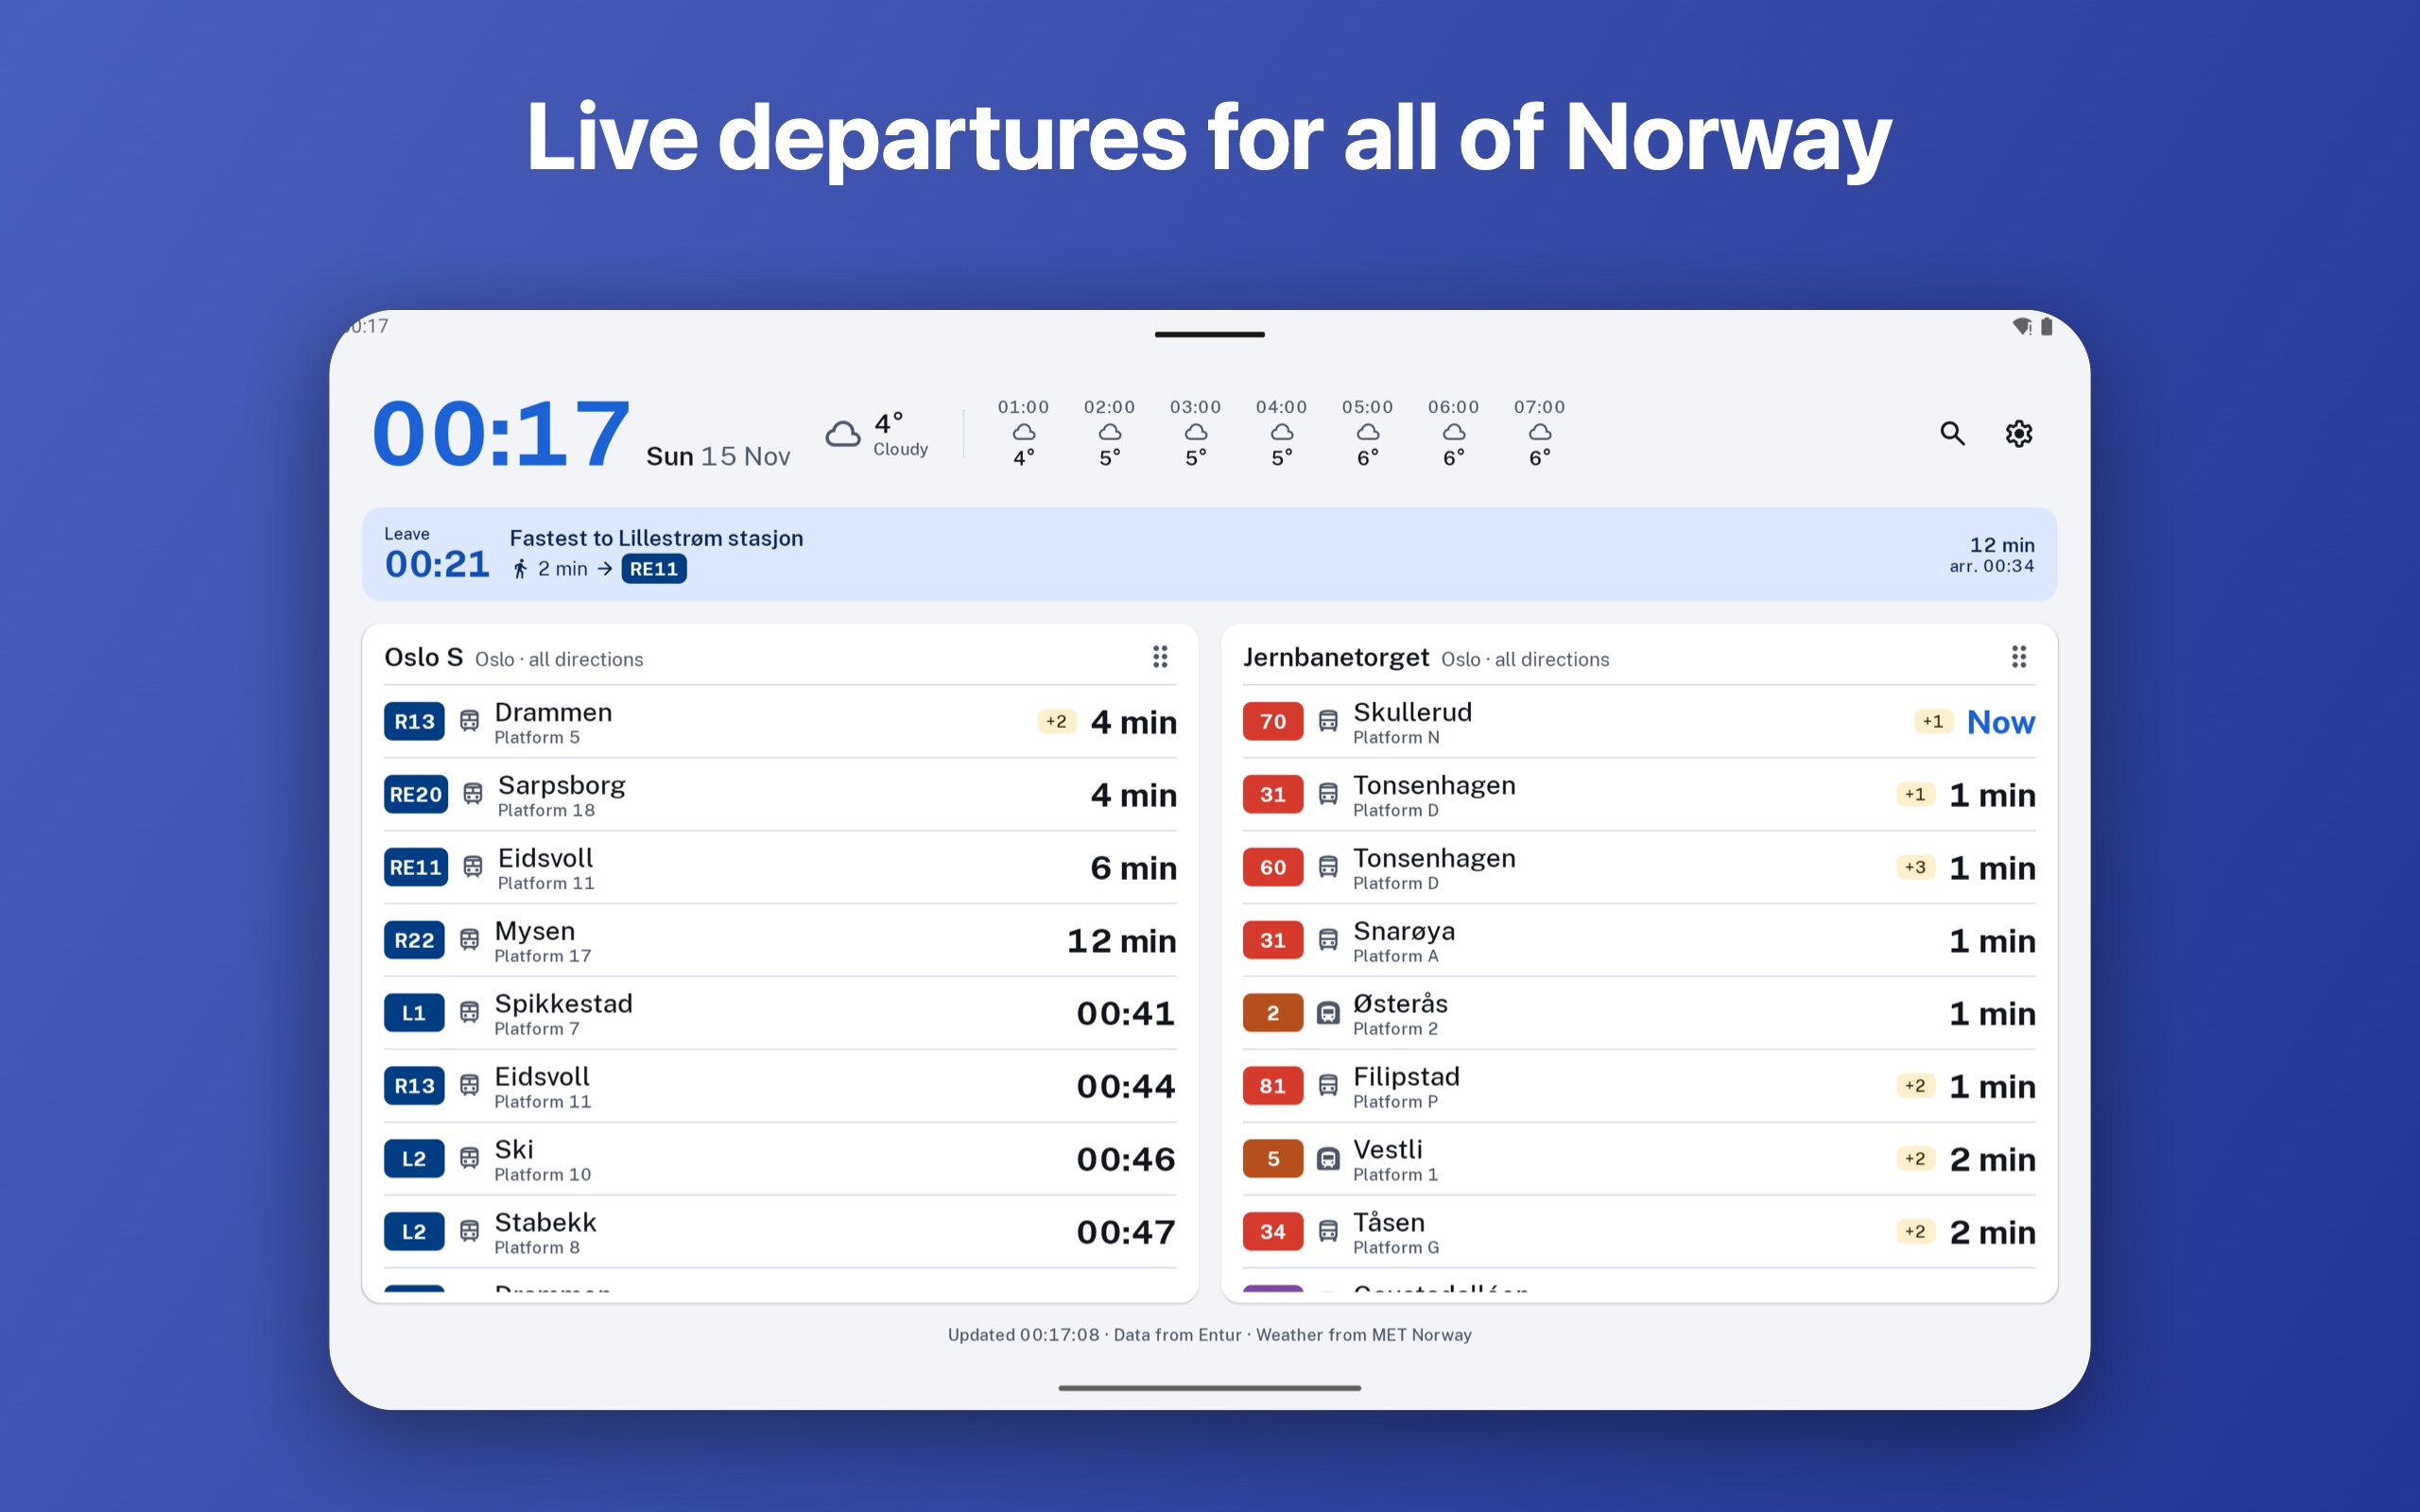 Live departures for all of Norway
0:17
00:17 Sun 15 Nov
4°
Cloudy
01:00 02:00 03:00 04:00 05:00 06:00 07:00
4° 5° 5° 5° 6° 6° 6°
Leave
00:21
Fastest to Lillestrøm stasjon
2 min → RE11
12 min
arr. 00:34
Oslo S Oslo · all directions
R13 Drammen +2 4 min
Platform 5
RE20 Sarpsborg 4 min
Platform 18
RE11 Eidsvoll 6 min
Platform 11
R22 Mysen 12 min
Platform 17
L1 Spikkestad 00:41
Platform 7
R13 Eidsvoll 00:44
Platform 11
L2 Ski 00:46
Platform 10
L2 Stabekk 00:47
Platform 8
Jernbanetorget Oslo · all directions
70 Skullerud +1 Now
Platform N
31 Tonsenhagen +1 1 min
Platform D
60 Tonsenhagen +3 1 min
Platform D
31 Snarøya 1 min
Platform A
2 Østerås 1 min
Platform 2
81 Filipstad +2 1 min
Platform P
5 Vestli +2 2 min
Platform 1
34 Tåsen +2 2 min
Platform G
Updated 00:17:08 · Data from Entur · Weather from MET Norway